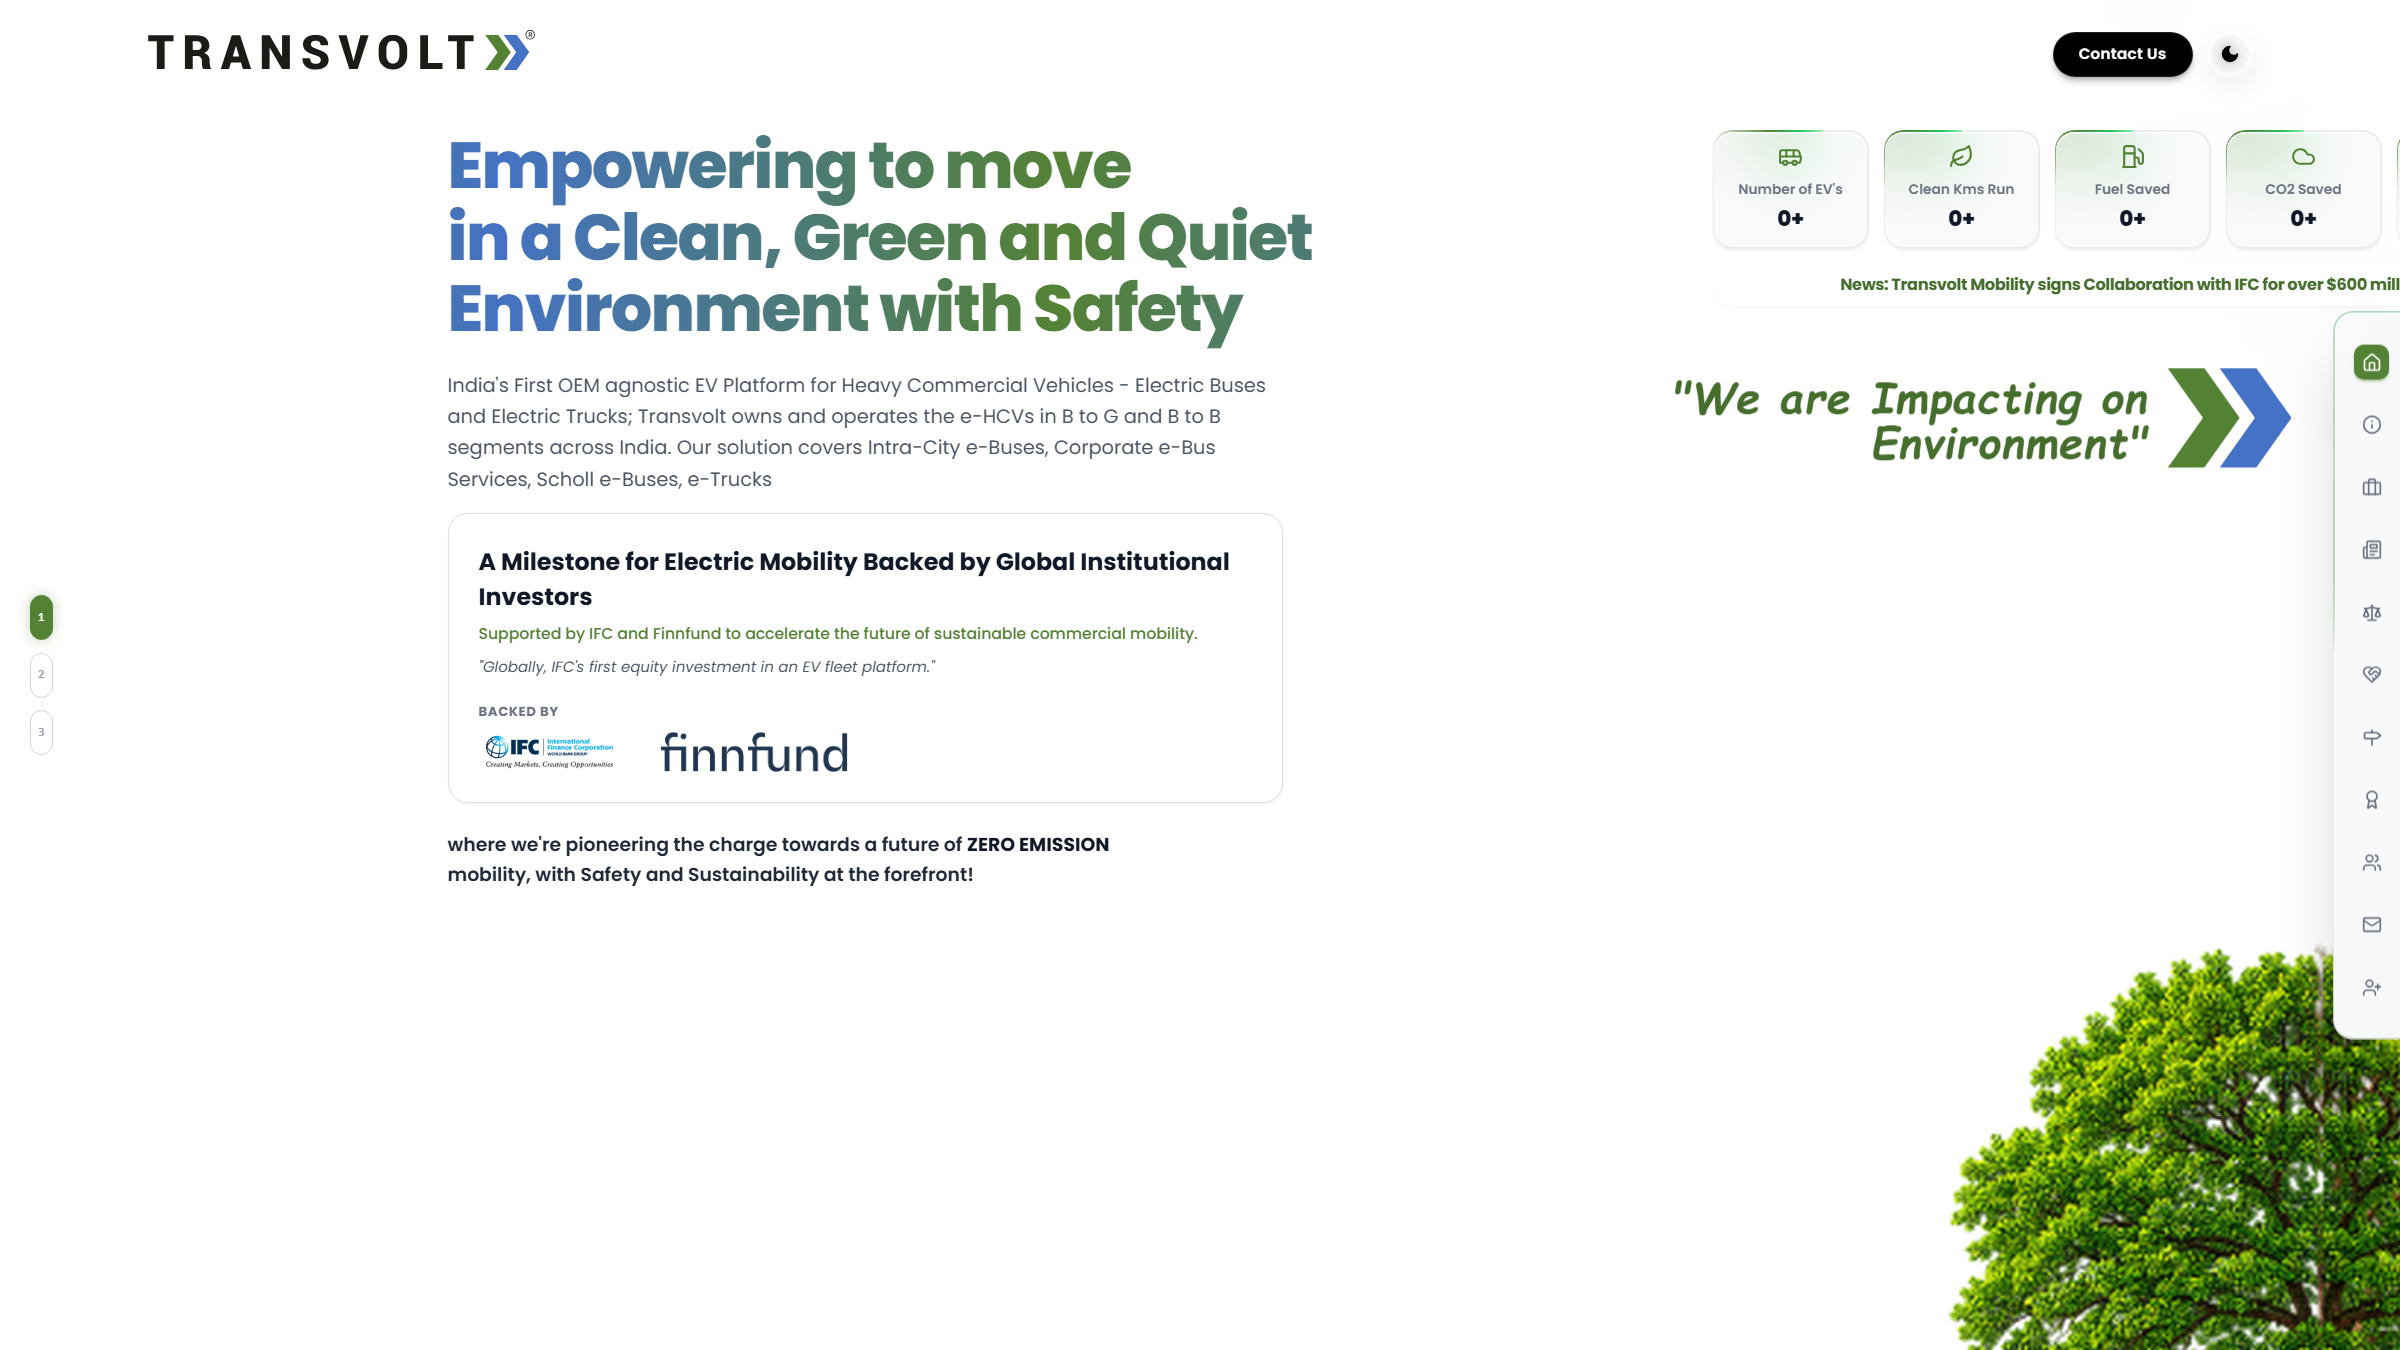 TRANSVOLT®
Contact Us
Empowering to move
in a Clean, Green and Quiet
Environment with Safety
India's First OEM agnostic EV Platform for Heavy Commercial Vehicles - Electric Buses
and Electric Trucks; Transvolt owns and operates the e-HCVs in B to G and B to B
segments across India. Our solution covers Intra-City e-Buses, Corporate e-Bus
Services, Scholl e-Buses, e-Trucks
A Milestone for Electric Mobility Backed by Global Institutional
Investors
Supported by IFC and Finnfund to accelerate the future of sustainable commercial mobility.
"Globally, IFC's first equity investment in an EV fleet platform."
BACKED BY
IFC International
Finance Corporation
WORLD BANK GROUP
Creating Markets, Creating Opportunities
finnfund
where we're pioneering the charge towards a future of ZERO EMISSION
mobility, with Safety and Sustainability at the forefront!
1
2
3
Number of EV's
0+
Clean Kms Run
0+
Fuel Saved
0+
CO2 Saved
0+
News: Transvolt Mobility signs Collaboration with IFC for over $600 mill
"We are Impacting on
Environment"